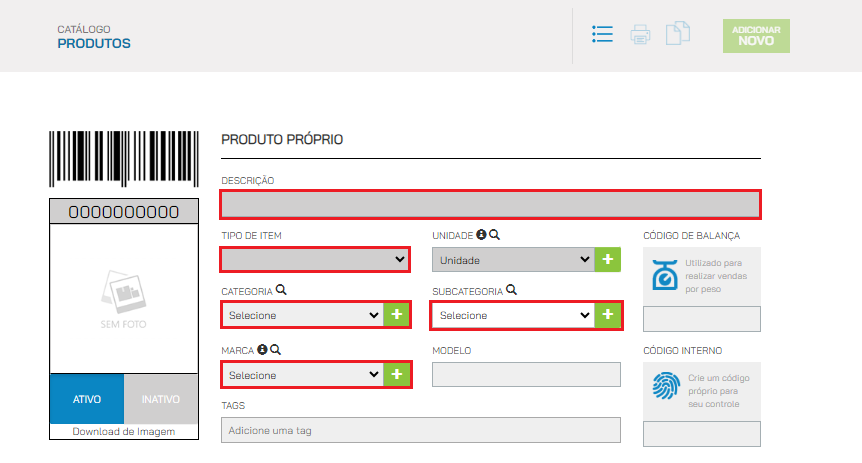 CATÁLOGO
PRODUTOS
ADICIONAR
NOVO
PRODUTO PRÓPRIO
0000000000
SEM FOTO
ATIVO
INATIVO
Download de Imagem
DESCRIÇÃO
TIPO DE ITEM
UNIDADE
Unidade
CÓDIGO DE BALANÇA
Utilizado para
realizar vendas
por peso
CATEGORIA
Selecione
SUBCATEGORIA
Selecione
MARCA
Selecione
MODELO
CÓDIGO INTERNO
Crie um código
próprio para
seu controle
TAGS
Adicione uma tag